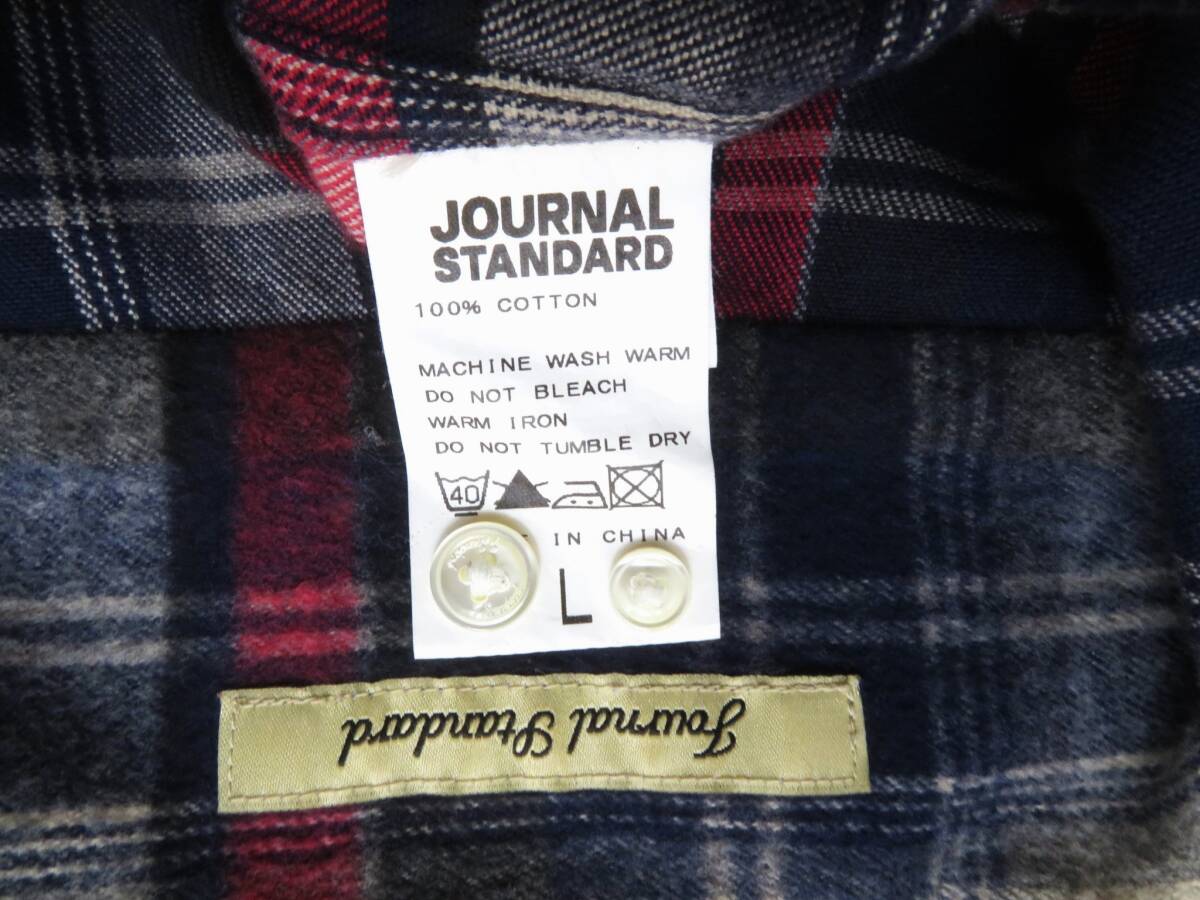 JOURNAL
STANDARD
100% COTTON
MACHINE WASH WARM
DO NOT BLEACH
WARM IRON
DO NOT TUMBLE DRY
40
IN CHINA
L
Journal Standard